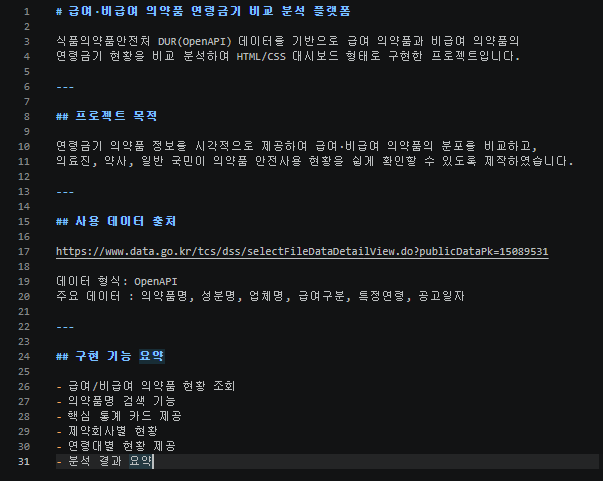 1 # 급여·비급여 의약품 연령금기 비교 분석 플랫폼
2
3 식품의약품안전처 DUR(OpenAPI) 데이터를 기반으로 급여 의약품과 비급여 의약품의
4 연령금기 현황을 비교 분석하여 HTML/CSS 대시보드 형태로 구현한 프로젝트입니다.
5
6 ---
7
8 ## 프로젝트 목적
9
10 연령금기 의약품 정보를 시각적으로 제공하여 급여·비급여 의약품의 분포를 비교하고,
11 의료진, 약사, 일반 국민이 의약품 안전사용 현황을 쉽게 확인할 수 있도록 제작하였습니다.
12
13 ---
14
15 ## 사용 데이터 출처
16
17 https://www.data.go.kr/tcs/dss/selectFileDataDetailView.do?publicDataPk=15089531
18
19 데이터 형식: OpenAPI
20 주요 데이터 : 의약품명, 성분명, 업체명, 급여구분, 특정연령, 공고일자
21
22 ---
23
24 ## 구현 기능 요약
25
26 - 급여/비급여 의약품 현황 조회
27 - 의약품명 검색 기능
28 - 핵심 통계 카드 제공
29 - 제약회사별 현황
30 - 연령대별 현황 제공
31 - 분석 결과 요약